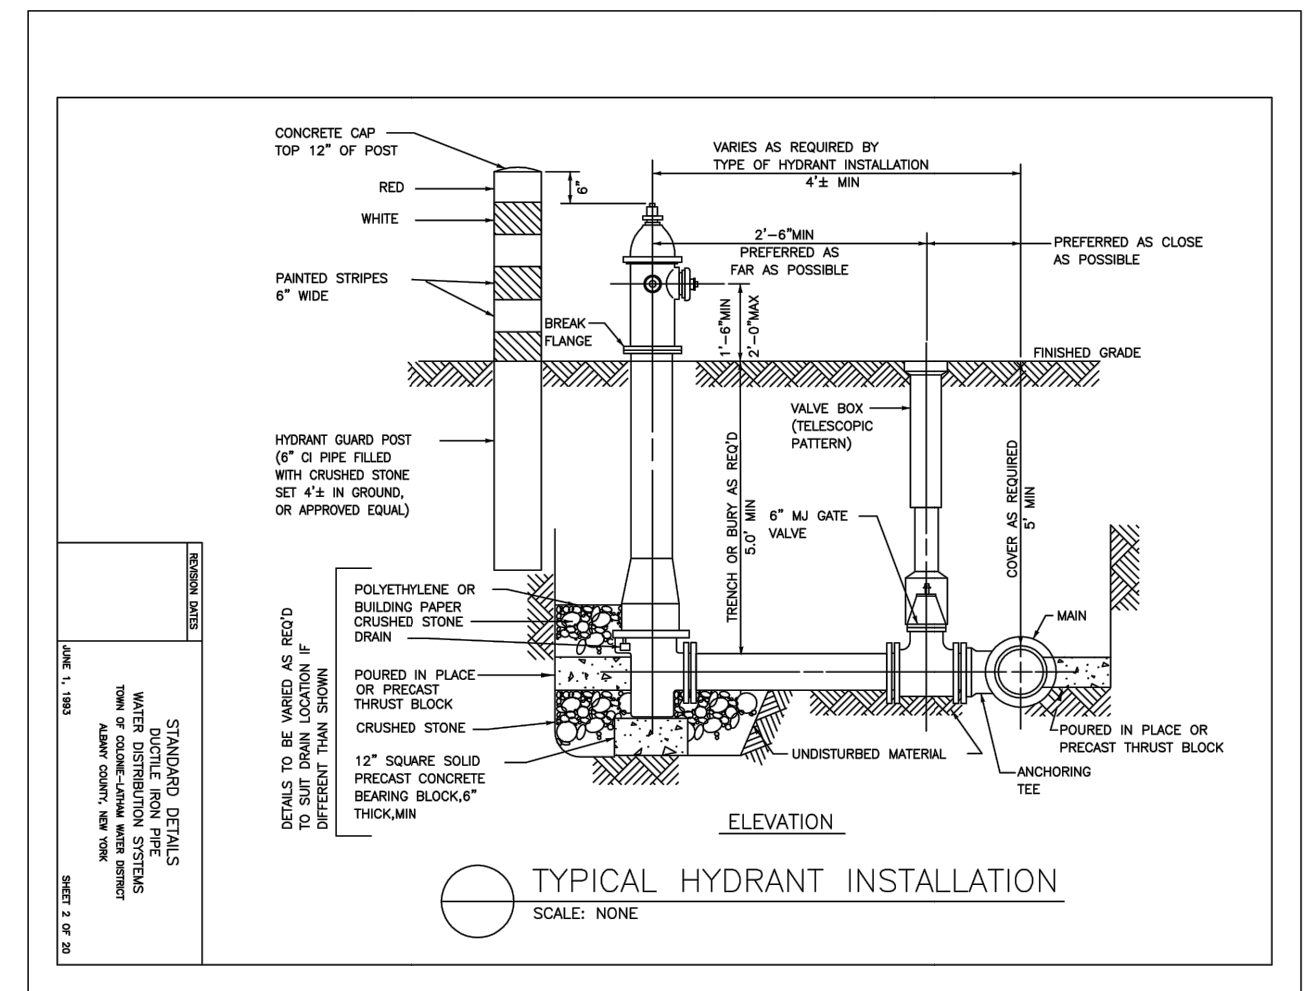 CONCRETE CAP
TOP 12" OF POST
RED
WHITE
PAINTED STRIPES
6" WIDE
6"
VARIES AS REQUIRED BY
TYPE OF HYDRANT INSTALLATION
4'± MIN
2'-6"MIN
PREFERRED AS
FAR AS POSSIBLE
PREFERRED AS CLOSE
AS POSSIBLE
BREAK
FLANGE
1'-6"MIN
2'-0"MAX
FINISHED GRADE
VALVE BOX
(TELESCOPIC
PATTERN)
HYDRANT GUARD POST
(6" CI PIPE FILLED
WITH CRUSHED STONE
SET 4'± IN GROUND,
OR APPROVED EQUAL)
TRENCH OR BURY AS REQ'D
5.0' MIN
6" MJ GATE
VALVE
COVER AS REQUIRED
5' MIN
DETAILS TO BE VARIED AS REQ'D
TO SUIT DRAIN LOCATION IF
DIFFERENT THAN SHOWN
POLYETHYLENE OR
BUILDING PAPER
CRUSHED STONE
DRAIN
POURED IN PLACE
OR PRECAST
THRUST BLOCK
CRUSHED STONE
12" SQUARE SOLID
PRECAST CONCRETE
BEARING BLOCK,6"
THICK,MIN
MAIN
UNDISTURBED MATERIAL
POURED IN PLACE OR
PRECAST THRUST BLOCK
ANCHORING
TEE
ELEVATION
TYPICAL HYDRANT INSTALLATION
SCALE: NONE
REVISION DATES
JUNE 1, 1993
STANDARD DETAILS
DUCTILE IRON PIPE
WATER DISTRIBUTION SYSTEMS
TOWN OF COLONIE-LATHAM WATER DISTRICT
ALBANY COUNTY, NEW YORK
SHEET 2 OF 20